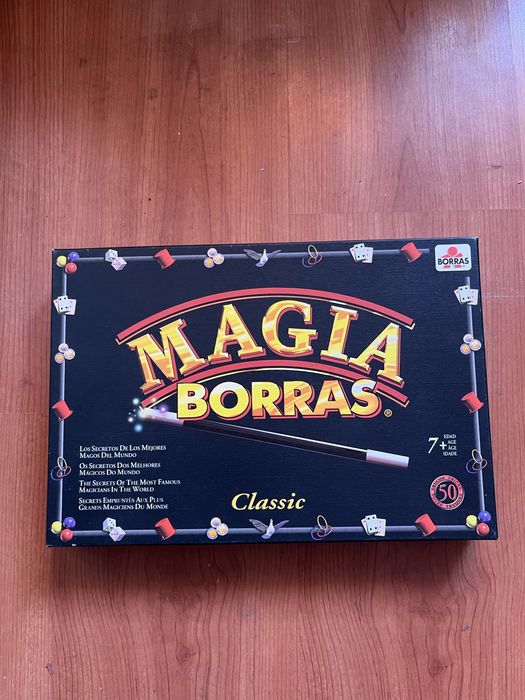 BORRAS
MAGIA
BORRAS®
LOS SECRETOS DE LOS MEJORES
MAGOS DEL MUNDO
OS SECRETOS DOS MELHORES
MÁGICOS DO MUNDO
THE SECRETS OF THE MOST FAMOUS
MAGICIANS IN THE WORLD
SECRETS EMPRUNTÉS AUX PLUS
GRANDS MAGICIENS DU MONDE
7+
EDAD
AGE
ÂGE
IDADE
50
Classic